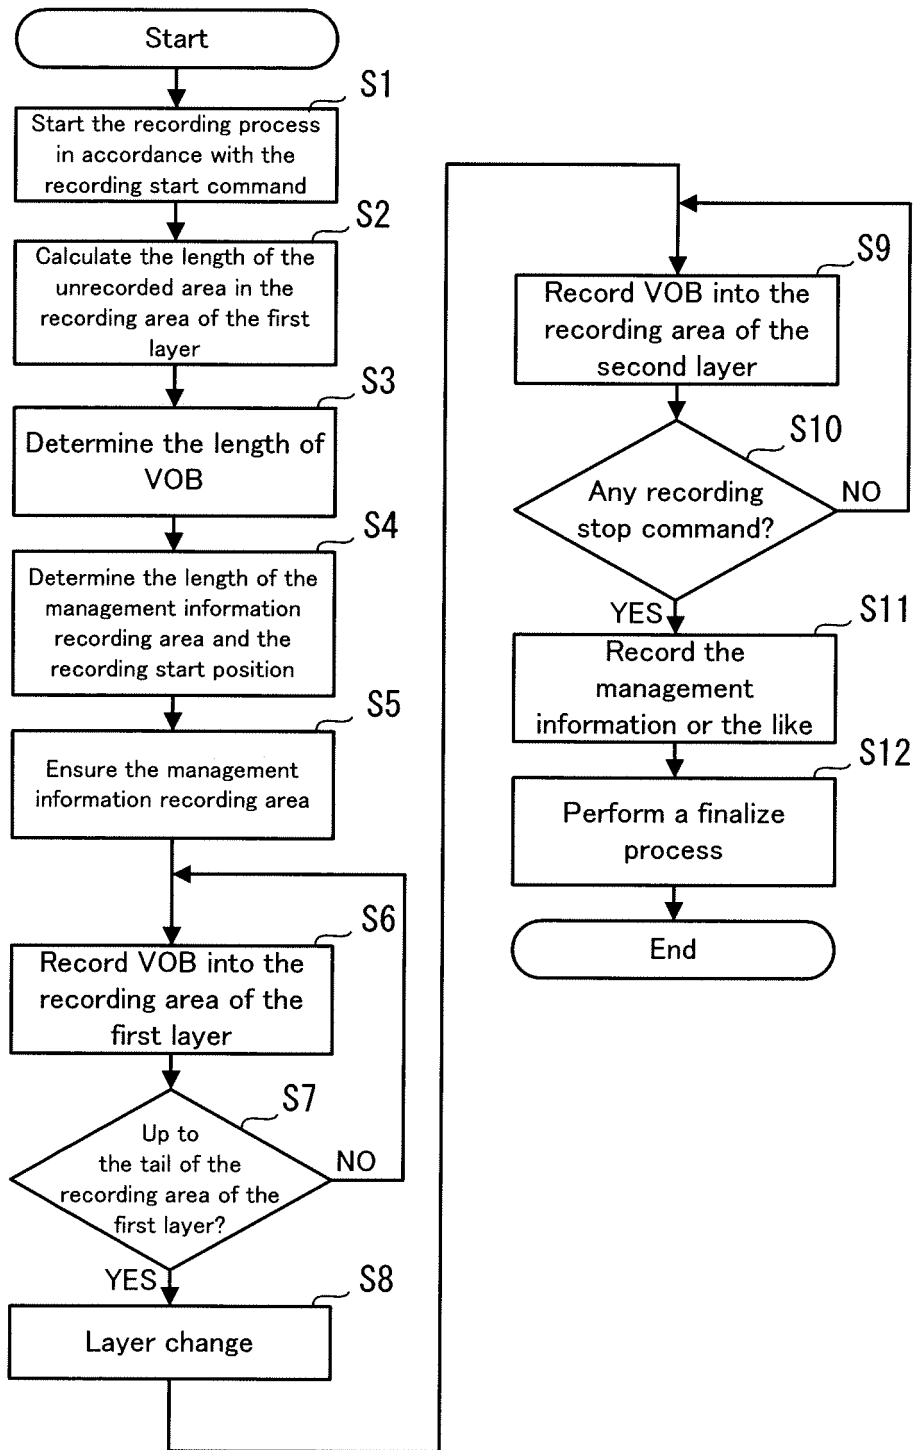 Start
S1
Start the recording process
in accordance with the
recording start command
S2
Calculate the length of the
unrecorded area in the
recording area of the first
layer
S3
Determine the length of
VOB
S4
Determine the length of the
management information
recording area and the
recording start position
S5
Ensure the management
information recording area
S6
Record VOB into the
recording area of the
first layer
S7
Up to
the tail of the
recording area of the
first layer?
NO
YES
S8
Layer change
S9
Record VOB into the
recording area of the
second layer
S10
Any recording
stop command?
NO
YES
S11
Record the
management
information or the like
S12
Perform a finalize
process
End